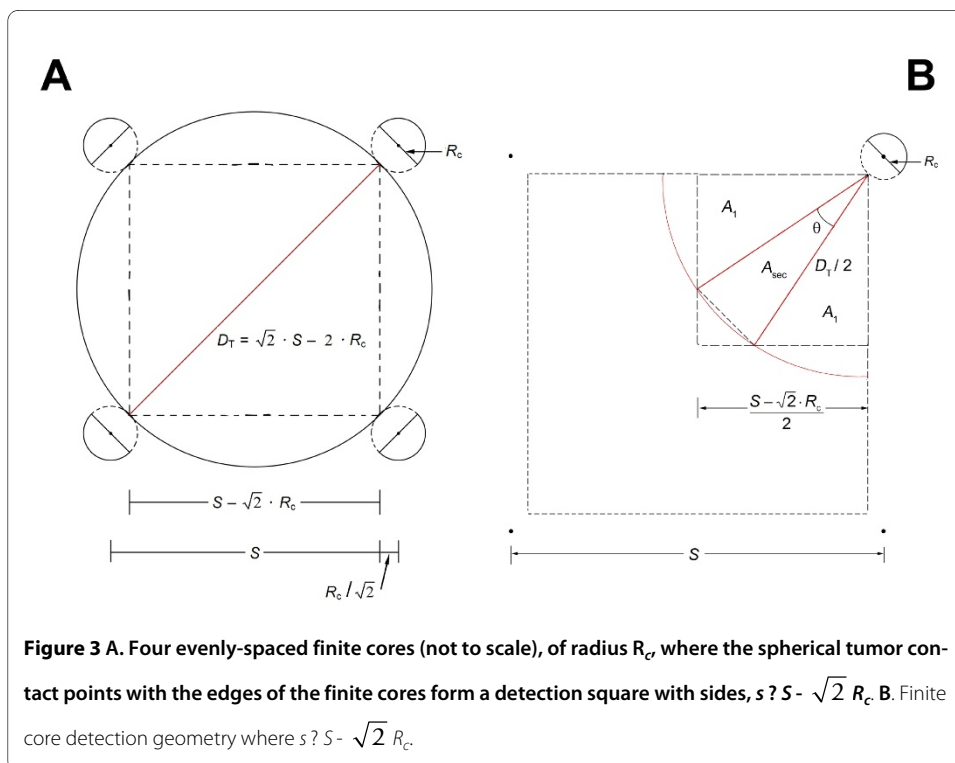 A
B
R_c
R_c
A_1
θ
A_sec
D_T / 2
A_1
D_T = √2 · S − 2 · R_c
S − √2 · R_c
2
S − √2 · R_c
S
S
R_c / √2
Figure 3 A. Four evenly-spaced finite cores (not to scale), of radius R_c, where the spherical tumor con-
tact points with the edges of the finite cores form a detection square with sides, s ? S - √2 R_c. B. Finite
core detection geometry where s ? S - √2 R_c.